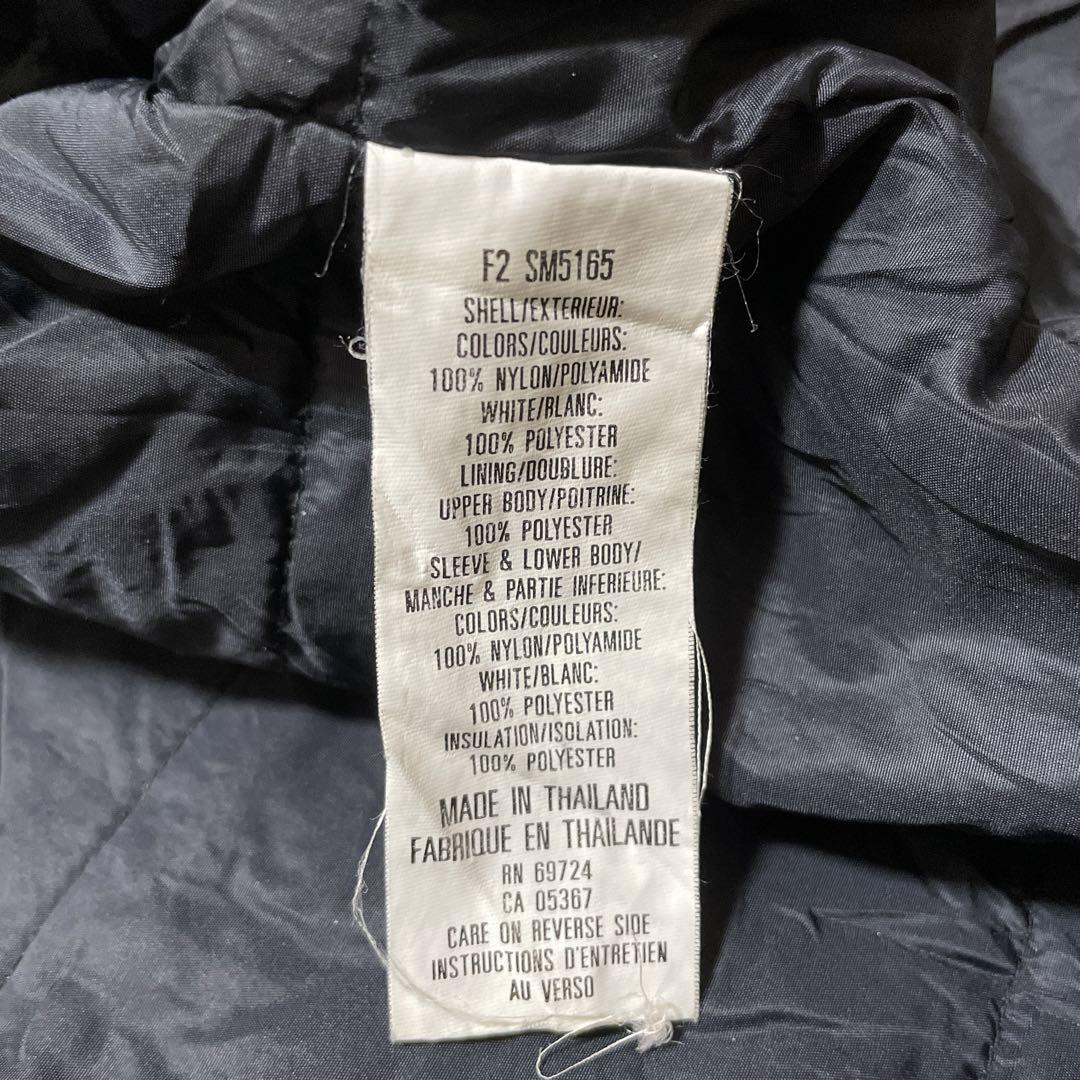 F2 SM5165
SHELL/EXTERIEUR:
COLORS/COULEURS:
100% NYLON/POLYAMIDE
WHITE/BLANC:
100% POLYESTER
LINING/DOUBLURE:
UPPER BODY/POITRINE:
100% POLYESTER
SLEEVE & LOWER BODY/
MANCHE & PARTIE INFERIEURE:
COLORS/COULEURS:
100% NYLON/POLYAMIDE
WHITE/BLANC:
100% POLYESTER
INSULATION/ISOLATION:
100% POLYESTER
MADE IN THAILAND
FABRIQUE EN THAILANDE
RN 69724
CA 05367
CARE ON REVERSE SIDE
INSTRUCTIONS D'ENTRETIEN
AU VERSO